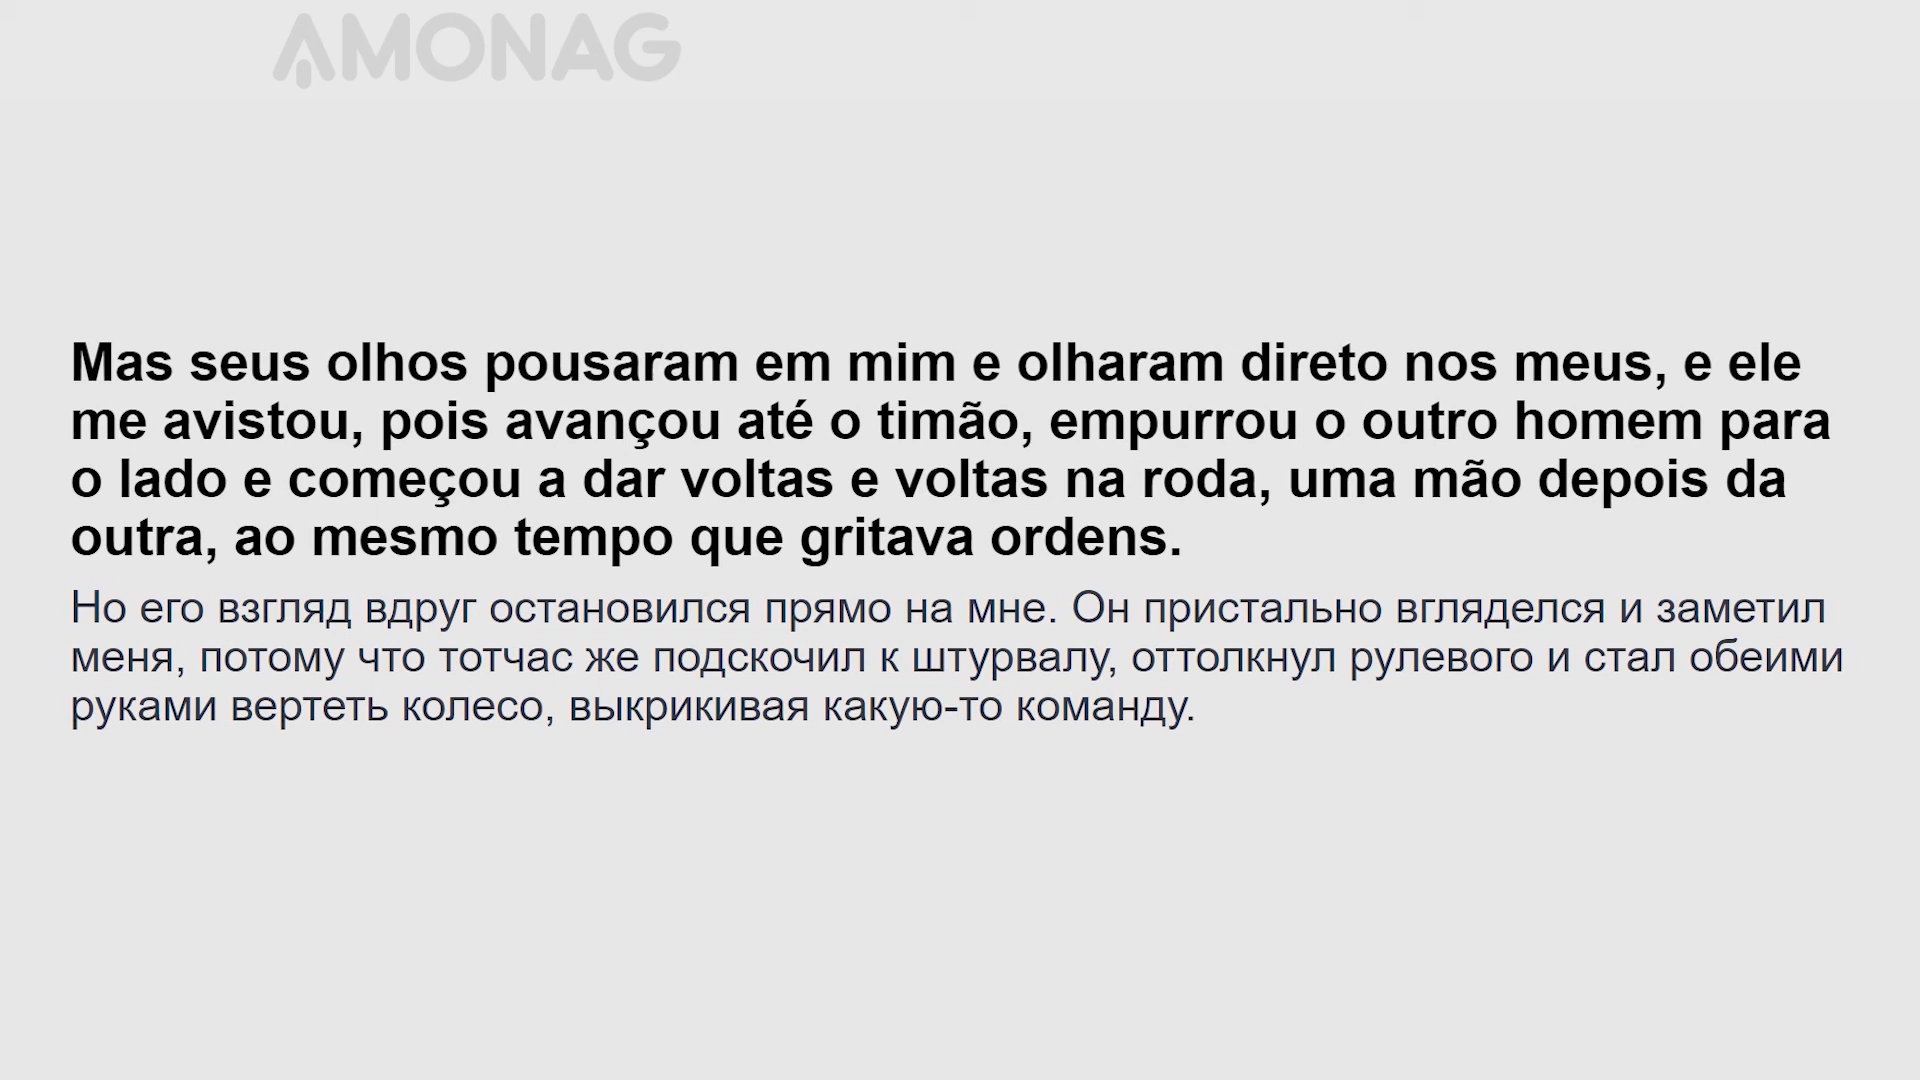 AMONAG
Mas seus olhos pousaram em mim e olharam direto nos meus, e ele
me avistou, pois avançou até o timão, empurrou o outro homem para
o lado e começou a dar voltas e voltas na roda, uma mão depois da
outra, ao mesmo tempo que gritava ordens.
Но его взгляд вдруг остановился прямо на мне. Он пристально вгляделся и заметил
меня, потому что тотчас же подскочил к штурвалу, оттолкнул рулевого и стал обеими
руками вертеть колесо, выкрикивая какую-то команду.